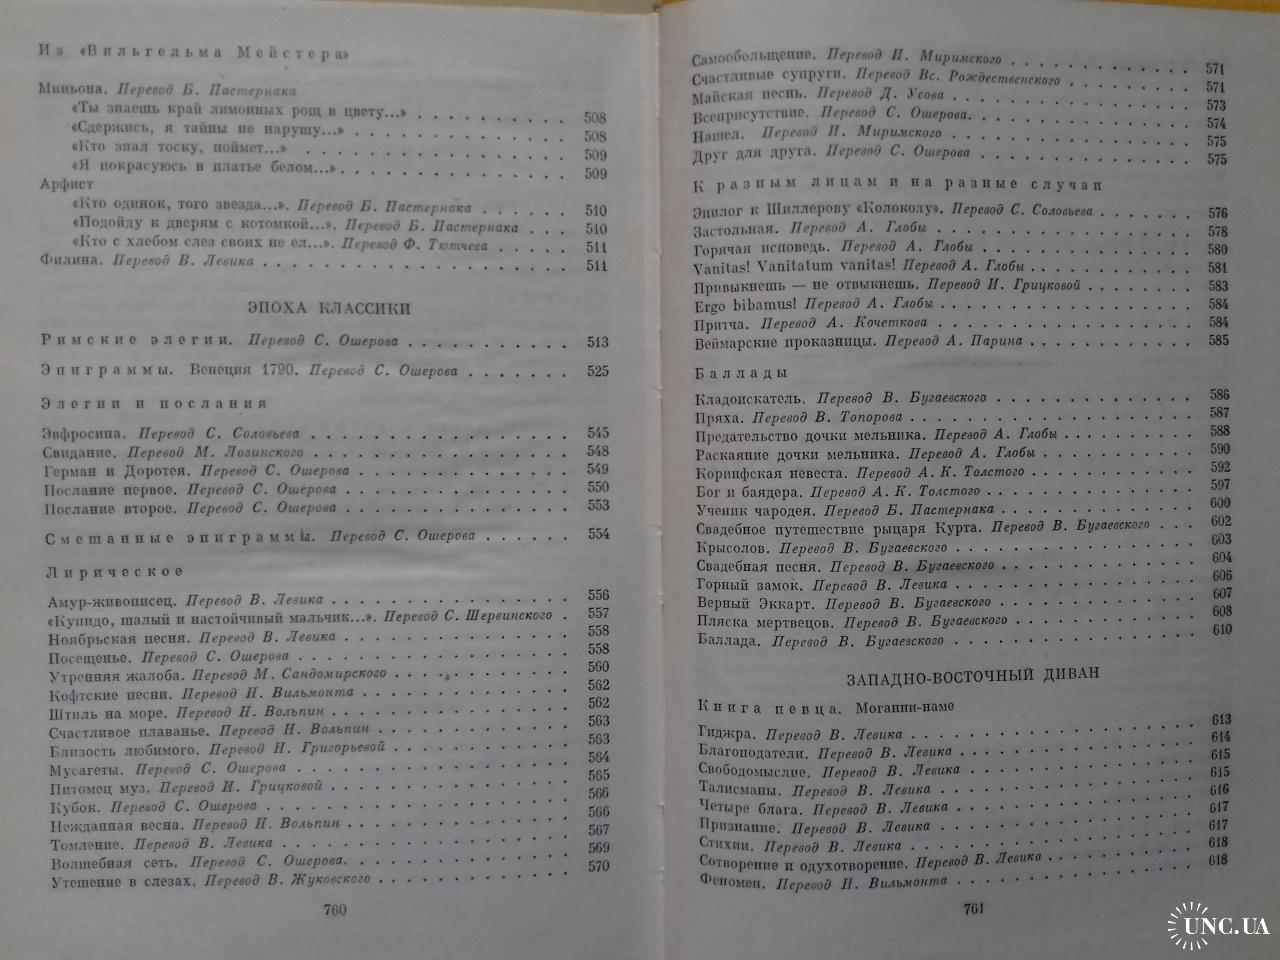 Из «Вильгельма Мейстера»
Миньона. Перевод Б. Пастернака
«Ты знаешь край лимонных рощ в цвету...» 508
«Сдержись, я тайны не нарушу...» 508
«Кто знал тоску, поймет...» 509
«Я покрасуюсь в платье белом...» 509
Арфист
«Кто одинок, того звезда...». Перевод Б. Пастернака 510
«Подойду к дверям с котомкой...». Перевод Б. Пастернака 510
«Кто с хлебом слез своих не ел...». Перевод Ф. Тютчева 511
Филина. Перевод В. Левика 511
ЭПОХА КЛАССИКИ
Римские элегии. Перевод С. Ошерова 513
Эпиграммы. Венеция 1790. Перевод С. Ошерова 525
Элегии и послания
Эвфросина. Перевод С. Соловьева 545
Свидание. Перевод М. Лозинского 548
Герман и Доротея. Перевод С. Ошерова 549
Послание первое. Перевод С. Ошерова 550
Послание второе. Перевод С. Ошерова 553
Смешанные эпиграммы. Перевод С. Ошерова 554
Лирическое
Амур-живописец. Перевод В. Левика 556
«Купидо, шалый и настойчивый мальчик...». Перевод С. Шервинского 557
Ноябрьская песня. Перевод В. Левика 558
Посещенье. Перевод С. Ошерова 558
Утренняя жалоба. Перевод М. Сандомирского 560
Кофтские песни. Перевод Н. Вильмонта 562
Штиль на море. Перевод Н. Вольпин 562
Счастливое плаванье. Перевод Н. Вольпин 563
Близость любимого. Перевод Н. Григорьевой 563
Мусагеты. Перевод С. Ошерова 564
Питомец муз. Перевод И. Грицковой 565
Кубок. Перевод С. Ошерова 566
Нежданная весна. Перевод Н. Вольпин 566
Томление. Перевод В. Левика 567
Волшебная сеть. Перевод С. Ошерова. 569
Утешение в слезах. Перевод В. Жуковского 570
760
Самообольщение. Перевод И. Миримского 571
Счастливые супруги. Перевод Вс. Рождественского 571
Майская песнь. Перевод Д. Усова 573
Всеприсутствие. Перевод С. Ошерова. 574
Нашел. Перевод И. Миримского 575
Друг для друга. Перевод С. Ошерова 575
К разным лицам и на разные случаи
Эпилог к Шиллерову «Колоколу». Перевод С. Соловьева 576
Застольная. Перевод А. Глобы 578
Горячая исповедь. Перевод А. Глобы 580
Vanitas! Vanitatum vanitas! Перевод А. Глобы 581
Привыкнешь — не отвыкнешь. Перевод И. Грицковой 583
Ergo bibamus! Перевод А. Глобы 584
Притча. Перевод А. Кочеткова 584
Веймарские проказницы. Перевод А. Парина 585
Баллады
Кладоискатель. Перевод В. Бугаевского 586
Пряха. Перевод В. Топорова 587
Предательство дочки мельника. Перевод А. Глобы 588
Раскаяние дочки мельника. Перевод А. Глобы 590
Коринфская невеста. Перевод А. К. Толстого 592
Бог и баядера. Перевод А. К. Толстого 597
Ученик чародея. Перевод Б. Пастернака 600
Свадебное путешествие рыцаря Курта. Перевод В. Бугаевского 602
Крысолов. Перевод В. Бугаевского 603
Свадебная песня. Перевод В. Бугаевского 604
Горный замок. Перевод В. Левика 606
Верный Эккарт. Перевод В. Бугаевского 607
Пляска мертвецов. Перевод В. Бугаевского 608
Баллада. Перевод В. Бугаевского 610
ЗАПАДНО-ВОСТОЧНЫЙ ДИВАН
Книга певца. Моганни-наме
Гиджра. Перевод В. Левика 613
Благоподатели. Перевод В. Левика 614
Свободомыслие. Перевод В. Левика 615
Талисманы. Перевод В. Левика 615
Четыре блага. Перевод В. Левика 616
Признание. Перевод В. Левика 617
Стихии. Перевод В. Левика 617
Сотворение и одухотворение. Перевод В. Левика 618
Феномен. Перевод Н. Вильмонта 618
761
UNC.UA